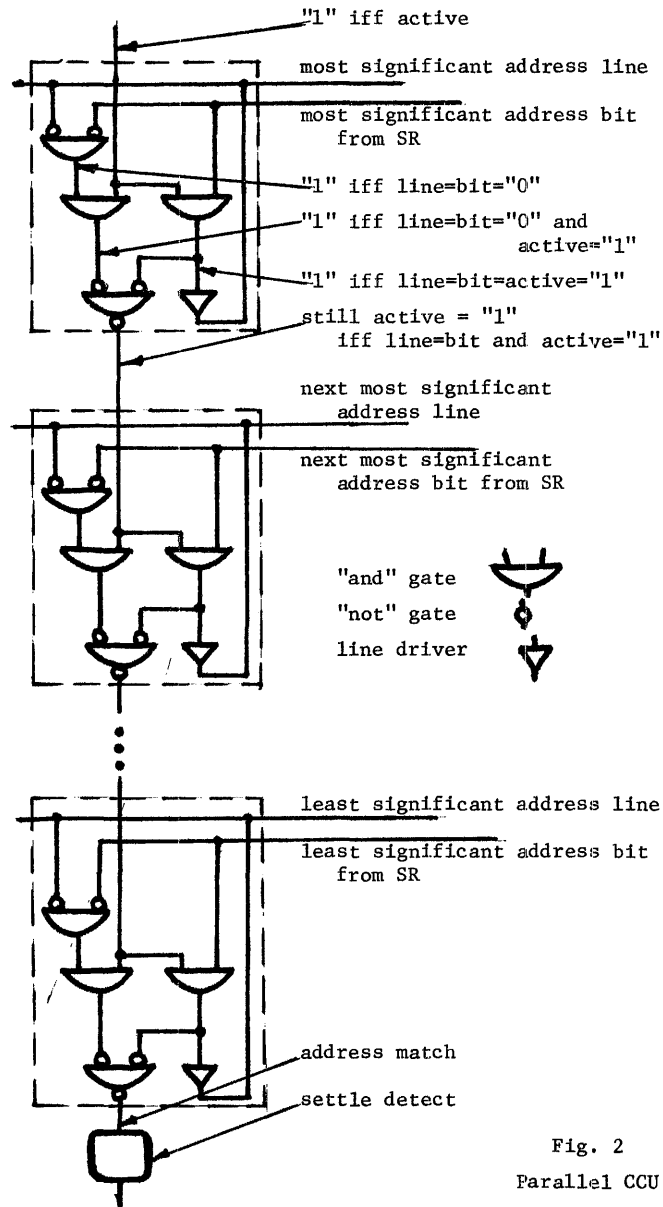 "1" iff active
most significant address line
most significant address bit
from SR
"1" iff line=bit="0"
"1" iff line=bit="0" and
active="1"
"1" iff line=bit=active="1"
still active = "1"
iff line=bit and active="1"
next most significant
address line
next most significant
address bit from SR
"and" gate
"not" gate
line driver
least significant address line
least significant address bit
from SR
address match
settle detect
Fig. 2
Parallel CCU